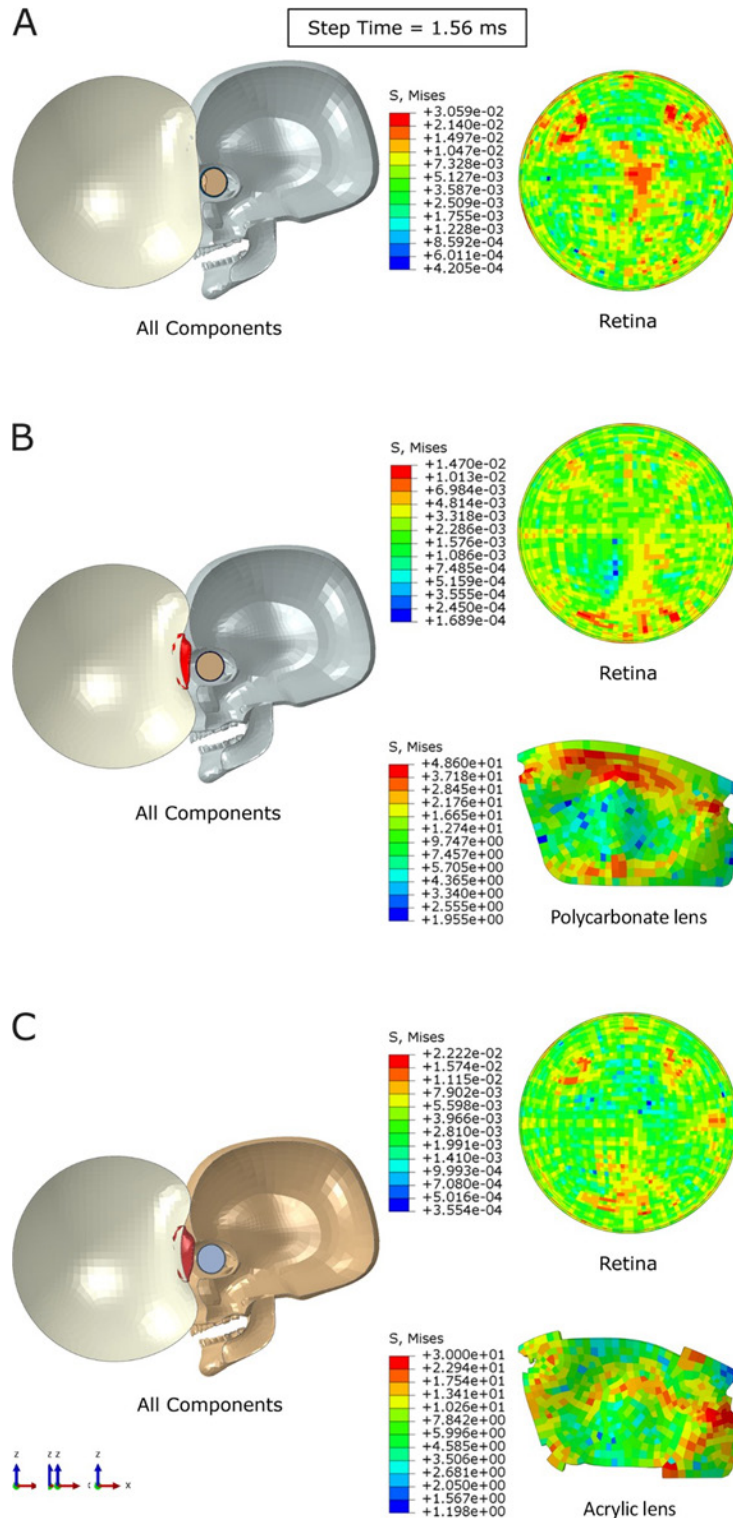 A
Step Time = 1.56 ms
S, Mises
+3.059e-02
+2.140e-02
+1.497e-02
+1.047e-02
+7.328e-03
+5.127e-03
+3.587e-03
+2.509e-03
+1.755e-03
+1.228e-03
+8.592e-04
+6.011e-04
+4.205e-04
All Components
Retina
B
S, Mises
+1.470e-02
+1.013e-02
+6.984e-03
+4.814e-03
+3.318e-03
+2.286e-03
+1.576e-03
+1.086e-03
+7.485e-04
+5.159e-04
+3.555e-04
+2.450e-04
+1.689e-04
Retina
S, Mises
+4.860e+01
+3.718e+01
+2.845e+01
+2.176e+01
+1.665e+01
+1.274e+01
+9.747e+00
+7.457e+00
+5.705e+00
+4.365e+00
+3.340e+00
+2.555e+00
+1.955e+00
All Components
Polycarbonate lens
C
S, Mises
+2.222e-02
+1.574e-02
+1.115e-02
+7.902e-03
+5.598e-03
+3.966e-03
+2.810e-03
+1.991e-03
+1.410e-03
+9.993e-04
+7.080e-04
+5.016e-04
+3.554e-04
Retina
S, Mises
+3.000e+01
+2.294e+01
+1.754e+01
+1.341e+01
+1.026e+01
+7.842e+00
+5.996e+00
+4.585e+00
+3.506e+00
+2.681e+00
+2.050e+00
+1.567e+00
+1.198e+00
All Components
z z z z
x
Acrylic lens